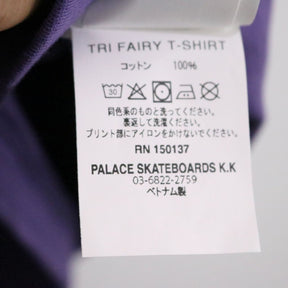 TRI FAIRY T-SHIRT
コットン 100%
30
同色系のものと洗ってください。
裏返して洗濯ください。
プリント部にアイロンをかけないでください。
RN 150137
PALACE SKATEBOARDS K.K
03-6822-2759
ベトナム製